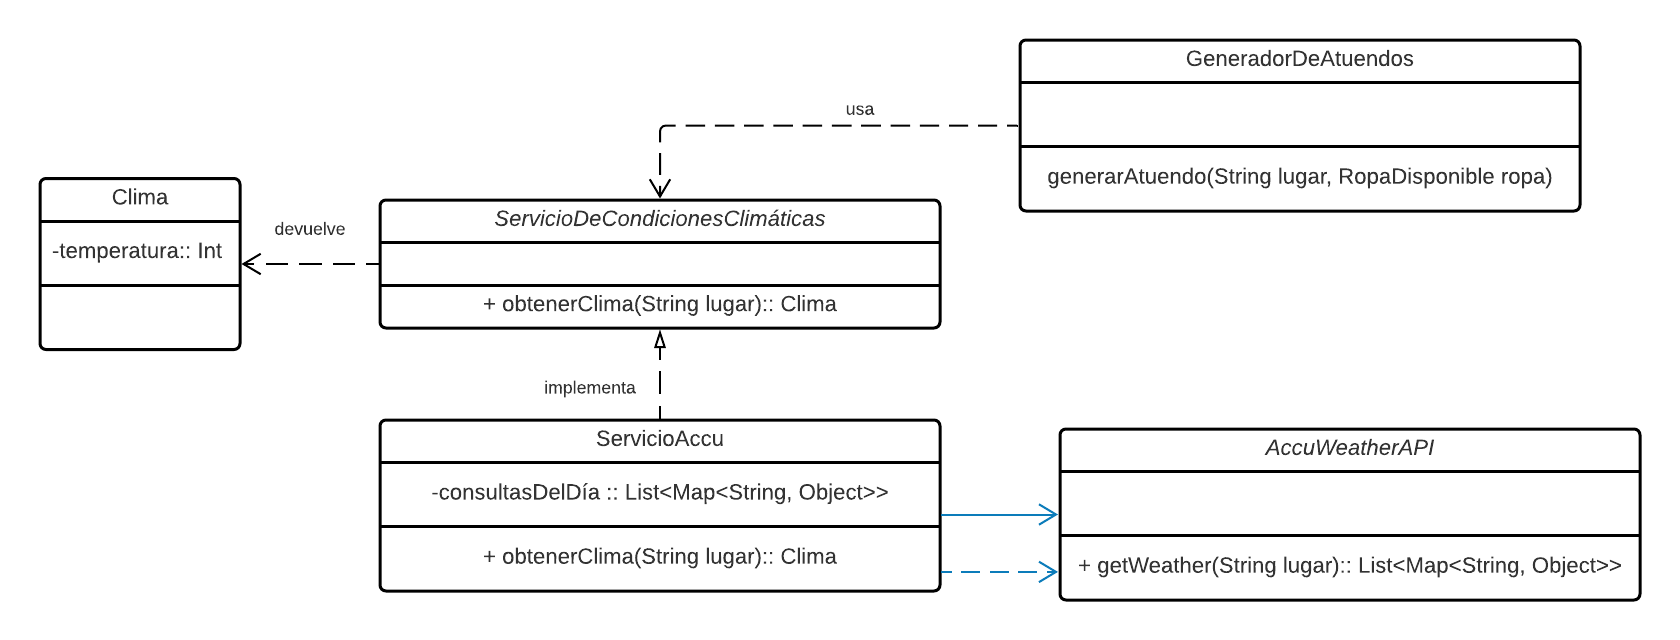 GeneradorDeAtuendos
generarAtuendo(String lugar, RopaDisponible ropa)
usa
Clima
-temperatura:: Int
devuelve
ServicioDeCondicionesClimáticas
+ obtenerClima(String lugar):: Clima
implementa
ServicioAccu
-consultasDelDía :: List<Map<String, Object>>
+ obtenerClima(String lugar):: Clima
AccuWeatherAPI
+ getWeather(String lugar):: List<Map<String, Object>>